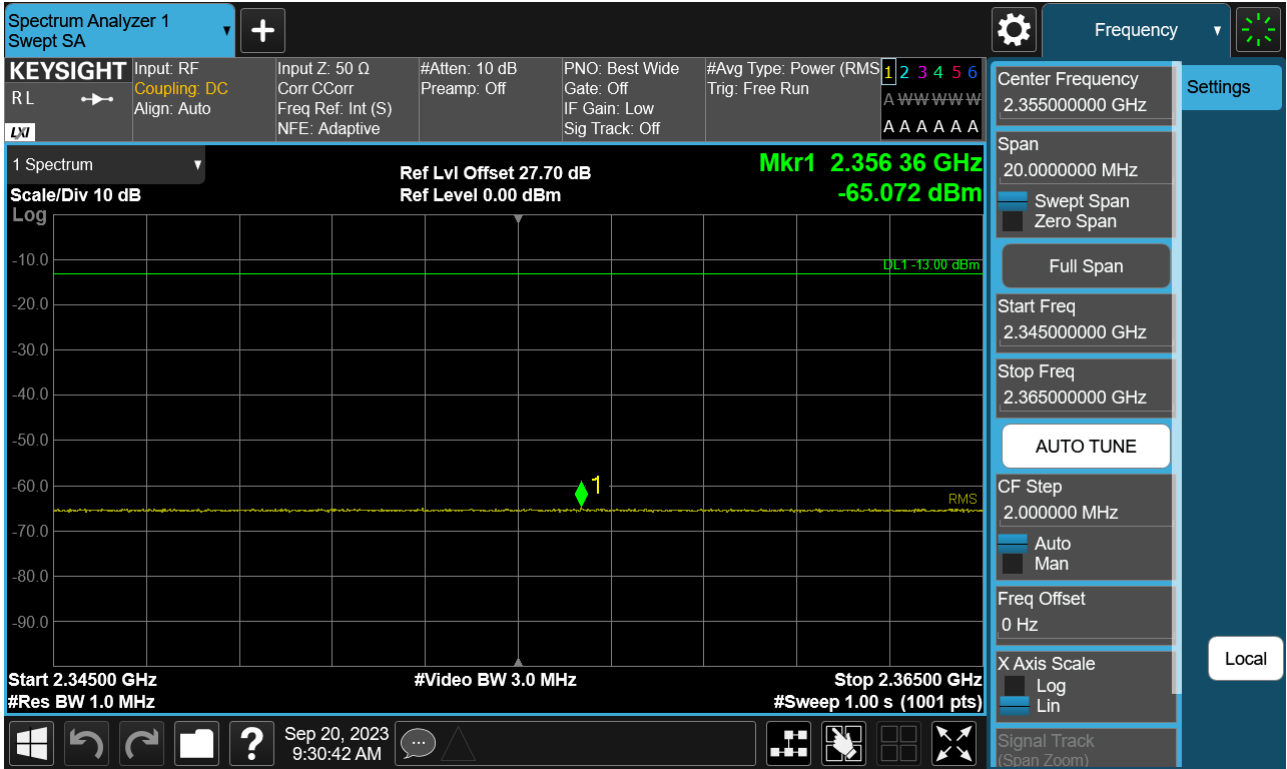 Spectrum Analyzer 1
Swept SA
Frequency
KEYSIGHT
R L
LXI
Input: RF
Coupling: DC
Align: Auto
Input Z: 50 Ω
Corr CCorr
Freq Ref: Int (S)
NFE: Adaptive
#Atten: 10 dB
Preamp: Off
PNO: Best Wide
Gate: Off
IF Gain: Low
Sig Track: Off
#Avg Type: Power (RMS
Trig: Free Run
1 2 3 4 5 6
A W W W W W
A A A A A A
1 Spectrum
Scale/Div 10 dB
Log
Ref Lvl Offset 27.70 dB
Ref Level 0.00 dBm
Mkr1 2.356 36 GHz
-65.072 dBm
-10.0
DL1 -13.00 dBm
-20.0
-30.0
-40.0
-50.0
-60.0
1
RMS
-70.0
-80.0
-90.0
Start 2.34500 GHz
#Res BW 1.0 MHz
#Video BW 3.0 MHz
Stop 2.36500 GHz
#Sweep 1.00 s (1001 pts)
Center Frequency
2.355000000 GHz
Span
20.0000000 MHz
Swept Span
Zero Span
Full Span
Start Freq
2.345000000 GHz
Stop Freq
2.365000000 GHz
AUTO TUNE
CF Step
2.000000 MHz
Auto
Man
Freq Offset
0 Hz
X Axis Scale
Log
Lin
Signal Track
(Span Zoom)
Settings
Local
?
Sep 20, 2023
9:30:42 AM